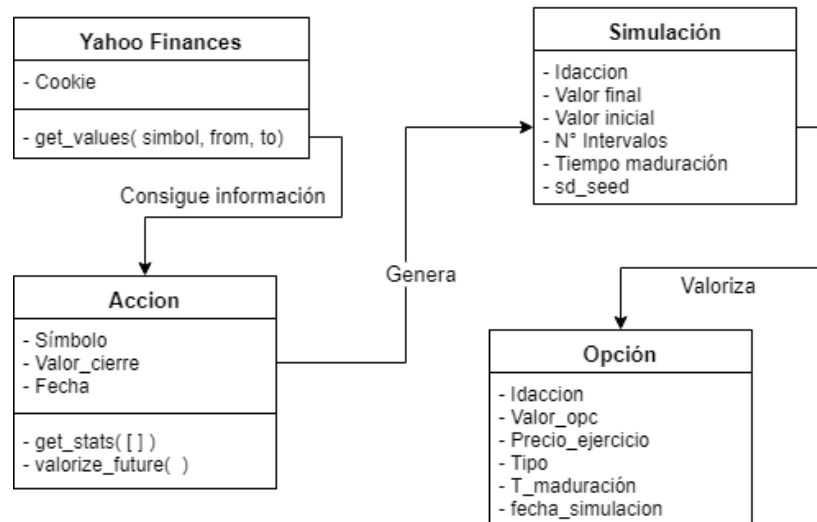 Yahoo Finances
- Cookie
- get_values( simbol, from, to)
Consigue información
Accion
- Símbolo
- Valor_cierre
- Fecha
- get_stats( [ ] )
- valorize_future(  )
Genera
Simulación
- Idaccion
- Valor final
- Valor inicial
- N° Intervalos
- Tiempo maduración
- sd_seed
Valoriza
Opción
- Idaccion
- Valor_opc
- Precio_ejercicio
- Tipo
- T_maduración
- fecha_simulacion